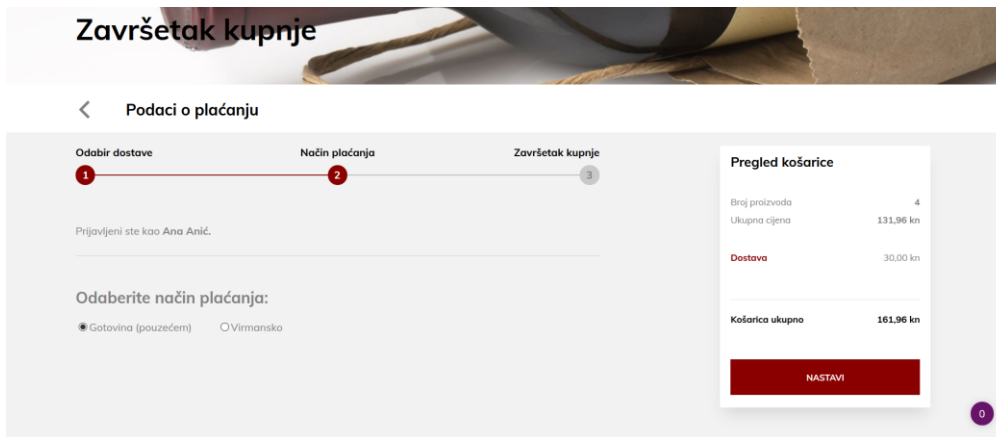 Završetak kupnje
Podaci o plaćanju
Odabir dostave Način plaćanja Završetak kupnje
1 2 3
Prijavljeni ste kao Ana Anić.
Odaberite način plaćanja:
Gotovina (pouzećem) Virmansko
Pregled košarice
Broj proizvoda 4
Ukupna cijena 131,96 kn
Dostava 30,00 kn
Košarica ukupno 161,96 kn
NASTAVI
0